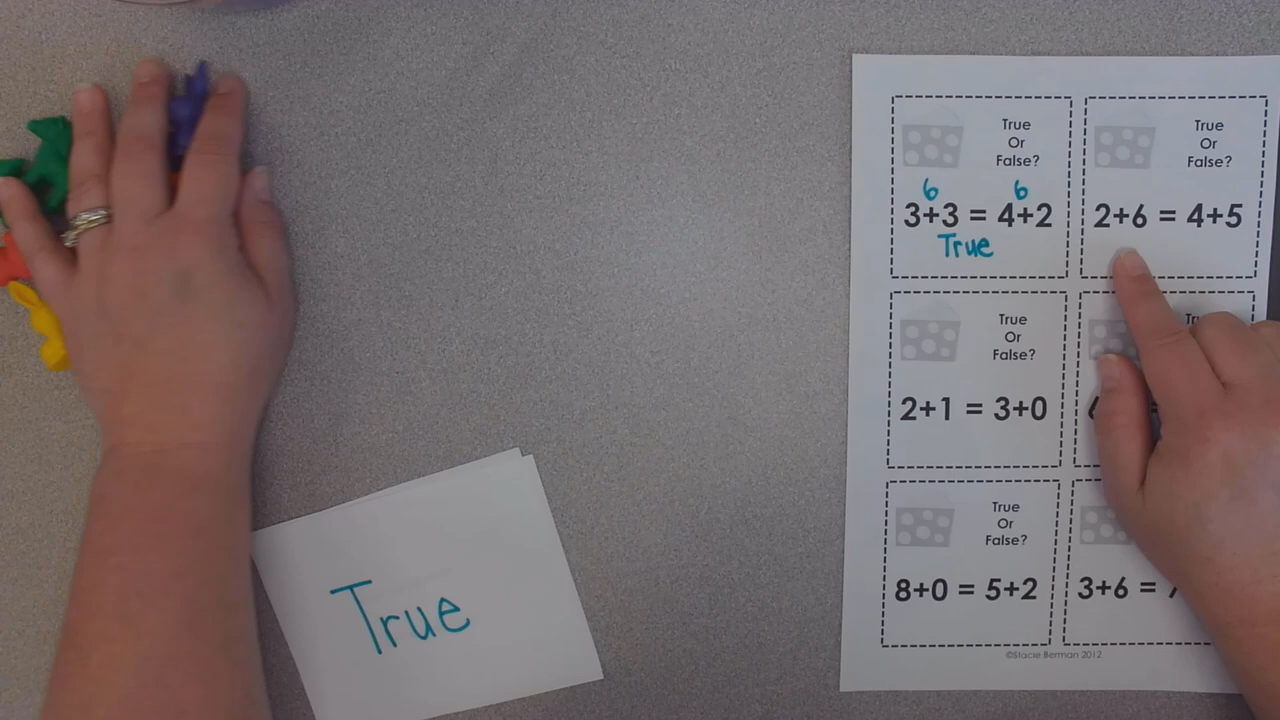 True
Or
False?
6 6
3+3 = 4+2
True
True
Or
False?
2+6 = 4+5
True
Or
False?
2+1 = 3+0
True
Or
False?
8+0 = 5+2
3+6 =
©Stacie Berman 2012
True